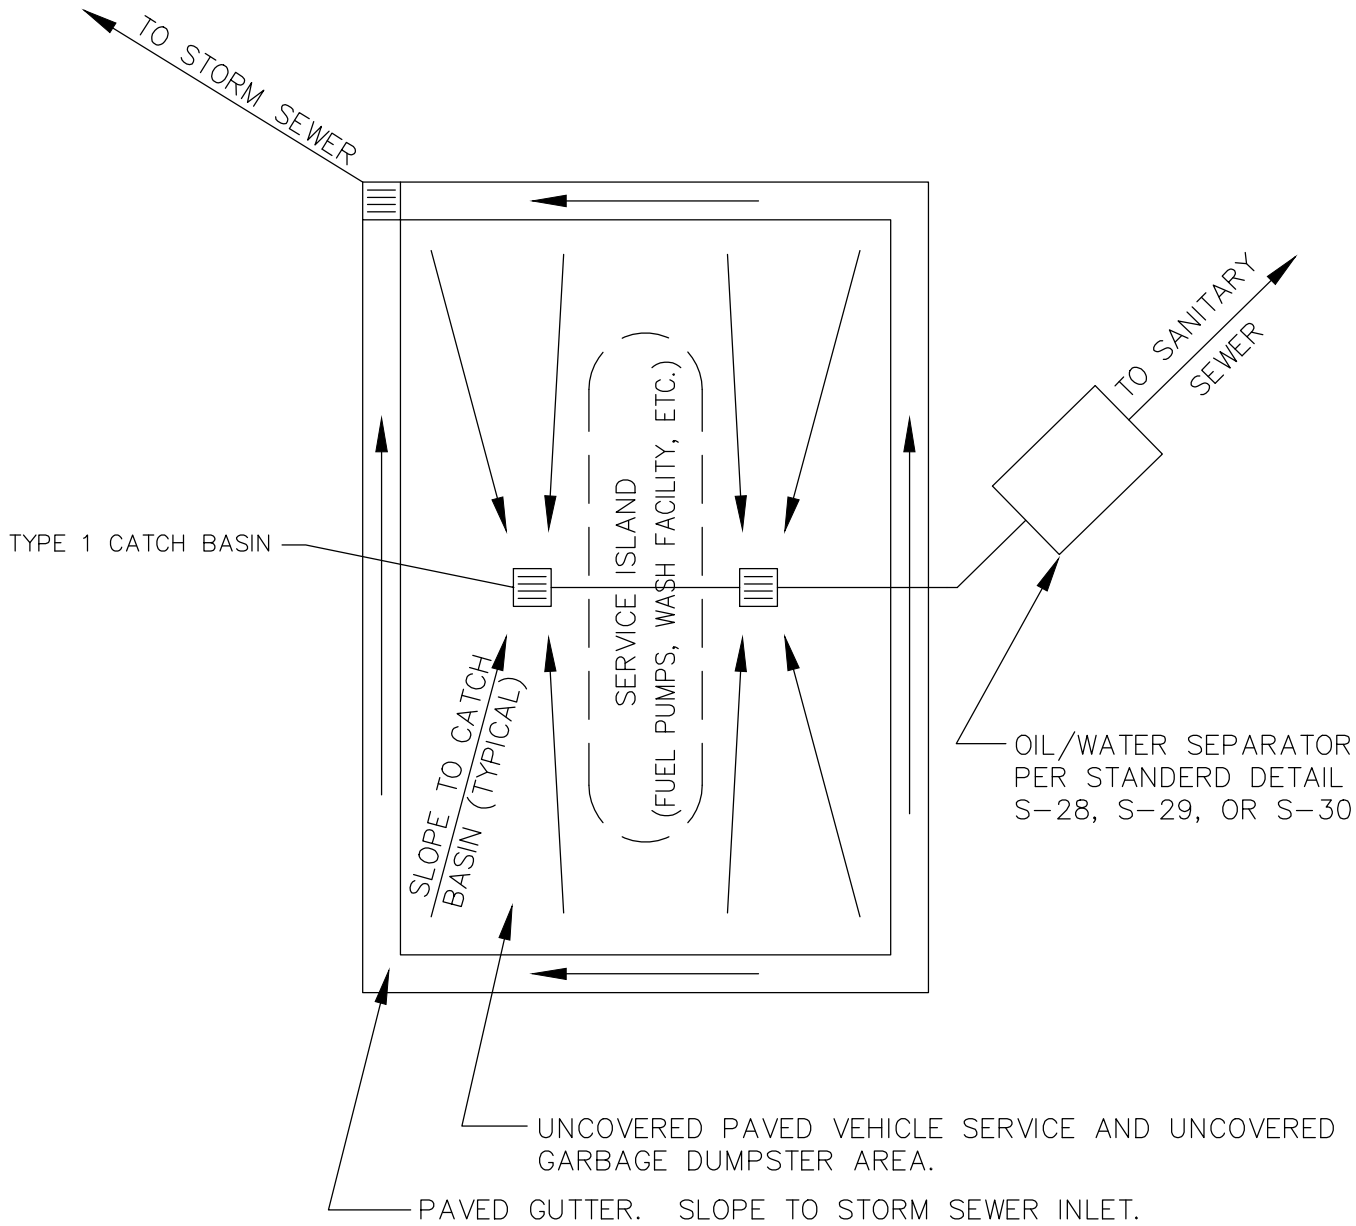 TO STORM SEWER
TO SANITARY
SEWER
SERVICE ISLAND
(FUEL PUMPS, WASH FACILITY, ETC.)
TYPE 1 CATCH BASIN
SLOPE TO CATCH
BASIN (TYPICAL)
OIL/WATER SEPARATOR
PER STANDERD DETAIL
S-28, S-29, OR S-30
UNCOVERED PAVED VEHICLE SERVICE AND UNCOVERED
GARBAGE DUMPSTER AREA.
PAVED GUTTER. SLOPE TO STORM SEWER INLET.